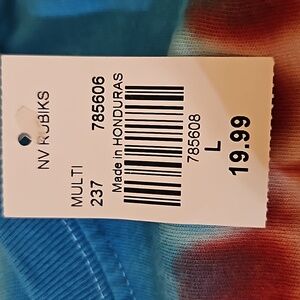 NV RUBIKS
MULTI
237 785606
Made in HONDURAS
785608
L
19.99